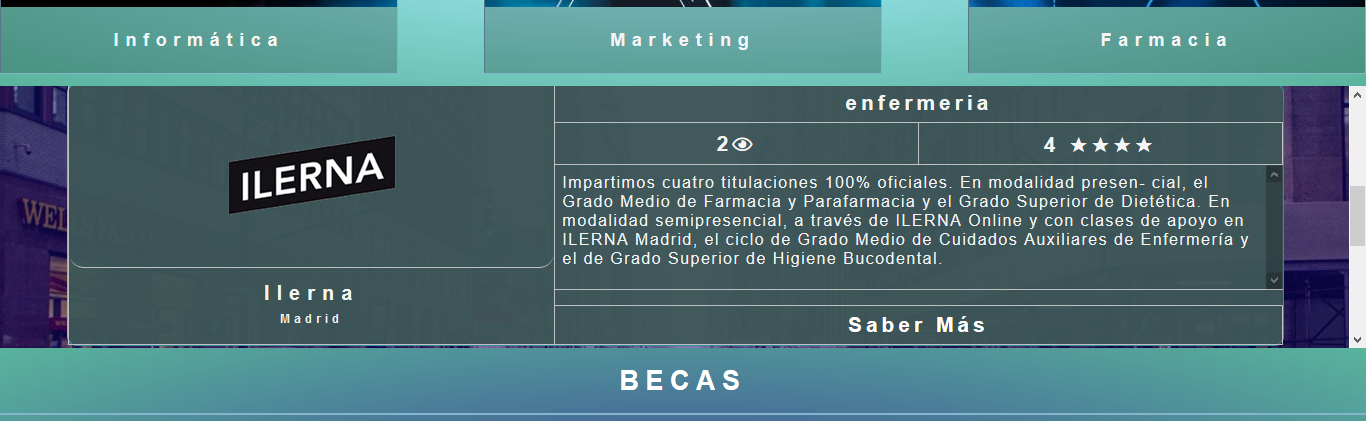 Informática
Marketing
Farmacia
WEL
ILERNA
Ilerna
Madrid
enfermeria
2
4 ★★★★
Impartimos cuatro titulaciones 100% oficiales. En modalidad presen- cial, el
Grado Medio de Farmacia y Parafarmacia y el Grado Superior de Dietética. En
modalidad semipresencial, a través de ILERNA Online y con clases de apoyo en
ILERNA Madrid, el ciclo de Grado Medio de Cuidados Auxiliares de Enfermería y
el de Grado Superior de Higiene Bucodental.
Saber Más
BECAS